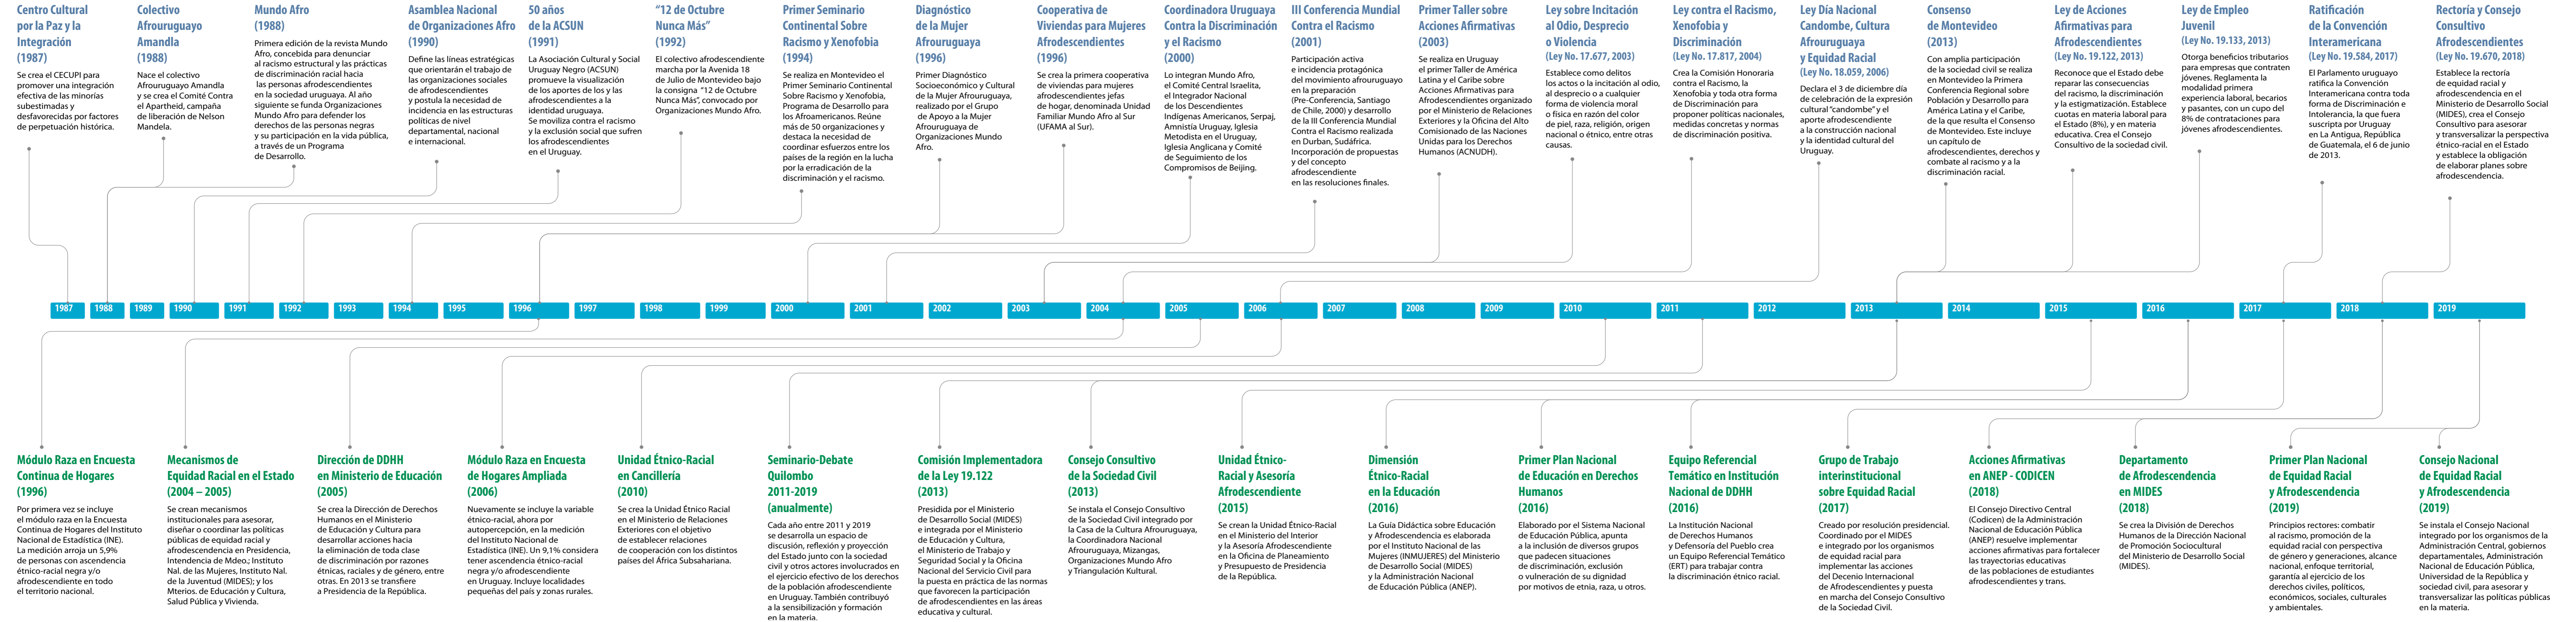 Centro Cultural
por la Paz y la
Integración
(1987)
Se crea el CECUPI para
promover una integración
efectiva de las minorías
subestimadas y
desfavorecidas por factores
de perpetuación histórica.
Colectivo
Afrouruguayo
Amandla
(1988)
Nace el colectivo
Afrouruguayo Amandla
y se crea el Comité Contra
el Apartheid, campaña
de liberación de Nelson
Mandela.
Mundo Afro
(1988)
Primera edición de la revista Mundo
Afro, concebida para denunciar
al racismo estructural y las prácticas
de discriminación racial hacia
las personas afrodescendientes
en la sociedad uruguaya. Al año
siguiente se funda Organizaciones
Mundo Afro para defender los
derechos de las personas negras
y su participación en la vida pública,
a través de un Programa
de Desarrollo.
Asamblea Nacional
de Organizaciones Afro
(1990)
Define las líneas estratégicas
que orientarán el trabajo de
las organizaciones sociales
de afrodescendientes
y postula la necesidad de
incidencia en las estructuras
políticas de nivel
departamental, nacional
e internacional.
50 años
de la ACSUN
(1991)
La Asociación Cultural y Social
Uruguay Negro (ACSUN)
promueve la visualización
de los aportes de los y las
afrodescendientes a la
identidad uruguaya.
Se moviliza contra el racismo
y la exclusión social que sufren
los afrodescendientes
en el Uruguay.
“12 de Octubre
Nunca Más”
(1992)
El colectivo afrodescendiente
marcha por la Avenida 18
de Julio de Montevideo bajo
la consigna “12 de Octubre
Nunca Más”, convocado por
Organizaciones Mundo Afro.
Primer Seminario
Continental Sobre
Racismo y Xenofobia
(1994)
Se realiza en Montevideo el
Primer Seminario Continental
Sobre Racismo y Xenofobia,
Programa de Desarrollo para
los Afroamericanos. Reúne
más de 50 organizaciones y
destaca la necesidad de
coordinar esfuerzos entre los
países de la región en la lucha
por la erradicación de la
discriminación y el racismo.
Diagnóstico
de la Mujer
Afrouruguaya
(1996)
Primer Diagnóstico
Socioeconómico y Cultural
de la Mujer Afrouruguaya,
realizado por el Grupo
de Apoyo a la Mujer
Afrouruguaya de
Organizaciones Mundo
Afro.
Cooperativa de
Viviendas para Mujeres
Afrodescendientes
(1996)
Se crea la primera cooperativa
de viviendas para mujeres
afrodescendientes jefas
de hogar, denominada Unidad
Familiar Mundo Afro al Sur
(UFAMA al Sur).
Coordinadora Uruguaya
Contra la Discriminación
y el Racismo
(2000)
Lo integran Mundo Afro,
el Comité Central Israelita,
el Integrador Nacional
de los Descendientes
Indígenas Americanos, Serpaj,
Amnistía Uruguay, Iglesia
Metodista en el Uruguay,
Iglesia Anglicana y Comité
de Seguimiento de los
Compromisos de Beijing.
III Conferencia Mundial
Contra el Racismo
(2001)
Participación activa
e incidencia protagónica
del movimiento afrouruguayo
en la preparación
(Pre-Conferencia, Santiago
de Chile, 2000) y desarrollo
de la III Conferencia Mundial
Contra el Racismo realizada
en Durban, Sudáfrica.
Incorporación de propuestas
y del concepto
afrodescendiente
en las resoluciones finales.
Primer Taller sobre
Acciones Afirmativas
(2003)
Se realiza en Uruguay
el primer Taller de América
Latina y el Caribe sobre
Acciones Afirmativas para
Afrodescendientes organizado
por el Ministerio de Relaciones
Exteriores y la Oficina del Alto
Comisionado de las Naciones
Unidas para los Derechos
Humanos (ACNUDH).
Ley sobre Incitación
al Odio, Desprecio
o Violencia
(Ley No. 17.677, 2003)
Establece como delitos
los actos o la incitación al odio,
al desprecio o a cualquier
forma de violencia moral
o física en razón del color
de piel, raza, religión, origen
nacional o étnico, entre otras
causas.
Ley contra el Racismo,
Xenofobia y
Discriminación
(Ley No. 17.817, 2004)
Crea la Comisión Honoraria
contra el Racismo, la
Xenofobia y toda otra forma
de Discriminación para
proponer políticas nacionales,
medidas concretas y normas
de discriminación positiva.
Ley Día Nacional
Candombe, Cultura
Afrouruguaya
y Equidad Racial
(Ley No. 18.059, 2006)
Declara el 3 de diciembre día
de celebración de la expresión
cultural “candombe” y el
aporte afrodescendiente
a la construcción nacional
y la identidad cultural del
Uruguay.
Consenso
de Montevideo
(2013)
Con amplia participación
de la sociedad civil se realiza
en Montevideo la Primera
Conferencia Regional sobre
Población y Desarrollo para
América Latina y el Caribe,
de la que resulta el Consenso
de Montevideo. Este incluye
un capítulo de
afrodescendientes, derechos y
combate al racismo y a la
discriminación racial.
Ley de Acciones
Afirmativas para
Afrodescendientes
(Ley No. 19.122, 2013)
Reconoce que el Estado debe
reparar las consecuencias
del racismo, la discriminación
y la estigmatización. Establece
cuotas en materia laboral para
el Estado (8%), y en materia
educativa. Crea el Consejo
Consultivo de la sociedad civil.
Ley de Empleo
Juvenil
(Ley No. 19.133, 2013)
Otorga beneficios tributarios
para empresas que contraten
jóvenes. Reglamenta la
modalidad primera
experiencia laboral, becarios
y pasantes, con un cupo del
8% de contrataciones para
jóvenes afrodescendientes.
Ratificación
de la Convención
Interamericana
(Ley No. 19.584, 2017)
El Parlamento uruguayo
ratifica la Convención
Interamericana contra toda
forma de Discriminación e
Intolerancia, la que fuera
suscripta por Uruguay
en La Antigua, República
de Guatemala, el 6 de junio
de 2013.
Rectoría y Consejo
Consultivo
Afrodescendientes
(Ley No. 19.670, 2018)
Establece la rectoría
de equidad racial y
afrodescendencia en el
Ministerio de Desarrollo Social
(MIDES), crea el Consejo
Consultivo para asesorar
y transversalizar la perspectiva
étnico-racial en el Estado
y establece la obligación
de elaborar planes sobre
afrodescendencia.
1987
1988
1989
1990
1991
1992
1993
1994
1995
1996
1997
1998
1999
2000
2001
2002
2003
2004
2005
2006
2007
2008
2009
2010
2011
2012
2013
2014
2015
2016
2017
2018
2019
Módulo Raza en Encuesta
Continua de Hogares
(1996)
Por primera vez se incluye
el módulo raza en la Encuesta
Continua de Hogares del Instituto
Nacional de Estadística (INE).
La medición arroja un 5,9%
de personas con ascendencia
étnico-racial negra y/o
afrodescendiente en todo
el territorio nacional.
Mecanismos de
Equidad Racial en el Estado
(2004 – 2005)
Se crean mecanismos
institucionales para asesorar,
diseñar o coordinar las políticas
públicas de equidad racial y
afrodescendencia en Presidencia,
Intendencia de Mdeo.; Instituto
Nal. de las Mujeres, Instituto Nal.
de la Juventud (MIDES); y los
Mterios. de Educación y Cultura,
Salud Pública y Vivienda.
Dirección de DDHH
en Ministerio de Educación
(2005)
Se crea la Dirección de Derechos
Humanos en el Ministerio
de Educación y Cultura para
desarrollar acciones hacia
la eliminación de toda clase
de discriminación por razones
étnicas, raciales y de género, entre
otras. En 2013 se transfiere
a Presidencia de la República.
Módulo Raza en Encuesta
de Hogares Ampliada
(2006)
Nuevamente se incluye la variable
étnico-racial, ahora por
autopercepción, en la medición
del Instituto Nacional de
Estadística (INE). Un 9,1% considera
tener ascendencia étnico-racial
negra y/o afrodescendiente
en Uruguay. Incluye localidades
pequeñas del país y zonas rurales.
Unidad Étnico-Racial
en Cancillería
(2010)
Se crea la Unidad Étnico Racial
en el Ministerio de Relaciones
Exteriores con el objetivo
de establecer relaciones
de cooperación con los distintos
países del África Subsahariana.
Seminario-Debate
Quilombo
2011-2019
(anualmente)
Cada año entre 2011 y 2019
se desarrolla un espacio de
discusión, reflexión y proyección
del Estado junto con la sociedad
civil y otros actores involucrados en
el ejercicio efectivo de los derechos
de la población afrodescendiente
en Uruguay. También contribuyó
a la sensibilización y formación
en la materia.
Comisión Implementadora
de la Ley 19.122
(2013)
Presidida por el Ministerio
de Desarrollo Social (MIDES)
e integrada por el Ministerio
de Educación y Cultura,
el Ministerio de Trabajo y
Seguridad Social y la Oficina
Nacional del Servicio Civil para
la puesta en práctica de las normas
que favorecen la participación
de afrodescendientes en las áreas
educativa y cultural.
Consejo Consultivo
de la Sociedad Civil
(2013)
Se instala el Consejo Consultivo
de la Sociedad Civil integrado por
la Casa de la Cultura Afrouruguaya,
la Coordinadora Nacional
Afrouruguaya, Mizangas,
Organizaciones Mundo Afro
y Triangulación Kultural.
Unidad Étnico-
Racial y Asesoría
Afrodescendiente
(2015)
Se crean la Unidad Étnico-Racial
en el Ministerio del Interior
y la Asesoría Afrodescendiente
en la Oficina de Planeamiento
y Presupuesto de Presidencia
de la República.
Dimensión
Étnico-Racial
en la Educación
(2016)
La Guía Didáctica sobre Educación
y Afrodescendencia es elaborada
por el Instituto Nacional de las
Mujeres (INMUJERES) del Ministerio
de Desarrollo Social (MIDES)
y la Administración Nacional
de Educación Pública (ANEP).
Primer Plan Nacional
de Educación en Derechos
Humanos
(2016)
Elaborado por el Sistema Nacional
de Educación Pública, apunta
a la inclusión de diversos grupos
que padecen situaciones
de discriminación, exclusión
o vulneración de su dignidad
por motivos de etnia, raza, u otros.
Equipo Referencial
Temático en Institución
Nacional de DDHH
(2016)
La Institución Nacional
de Derechos Humanos
y Defensoría del Pueblo crea
un Equipo Referencial Temático
(ERT) para trabajar contra
la discriminación étnico racial.
Grupo de Trabajo
interinstitucional
sobre Equidad Racial
(2017)
Creado por resolución presidencial.
Coordinado por el MIDES
e integrado por los organismos
de equidad racial para
implementar las acciones
del Decenio Internacional
de Afrodescendientes y puesta
en marcha del Consejo Consultivo
de la Sociedad Civil.
Acciones Afirmativas
en ANEP - CODICEN
(2018)
El Consejo Directivo Central
(Codicen) de la Administración
Nacional de Educación Pública
(ANEP) resuelve implementar
acciones afirmativas para fortalecer
las trayectorias educativas
de las poblaciones de estudiantes
afrodescendientes y trans.
Departamento
de Afrodescendencia
en MIDES
(2018)
Se crea la División de Derechos
Humanos de la Dirección Nacional
de Promoción Sociocultural
del Ministerio de Desarrollo Social
(MIDES).
Primer Plan Nacional
de Equidad Racial
y Afrodescendencia
(2019)
Principios rectores: combatir
al racismo, promoción de la
equidad racial con perspectiva
de género y generaciones, alcance
nacional, enfoque territorial,
garantía al ejercicio de los
derechos civiles, políticos,
económicos, sociales, culturales
y ambientales.
Consejo Nacional
de Equidad Racial
y Afrodescendencia
(2019)
Se instala el Consejo Nacional
integrado por los organismos de la
Administración Central, gobiernos
departamentales, Administración
Nacional de Educación Pública,
Universidad de la República y
sociedad civil, para asesorar y
transversalizar las políticas públicas
en la materia.